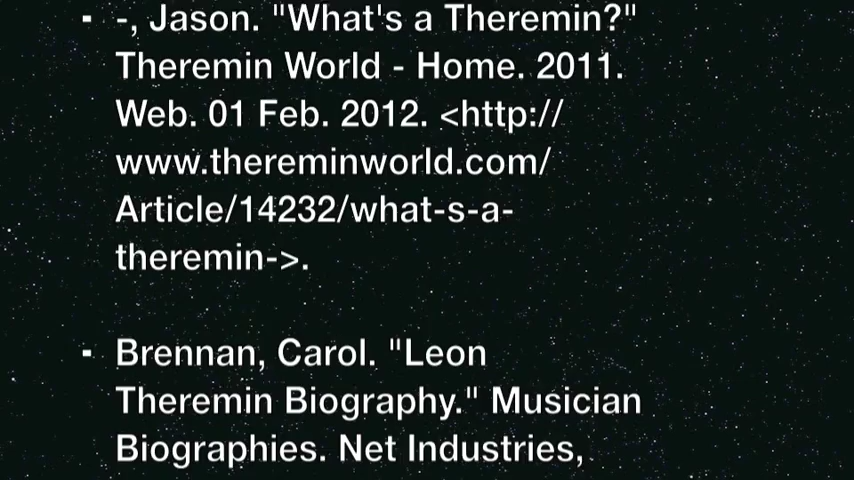 - -, Jason. "What's a Theremin?"
Theremin World - Home. 2011.
Web. 01 Feb. 2012. <http://
www.thereminworld.com/
Article/14232/what-s-a-
theremin->.
- Brennan, Carol. "Leon
Theremin Biography." Musician
Biographies. Net Industries,